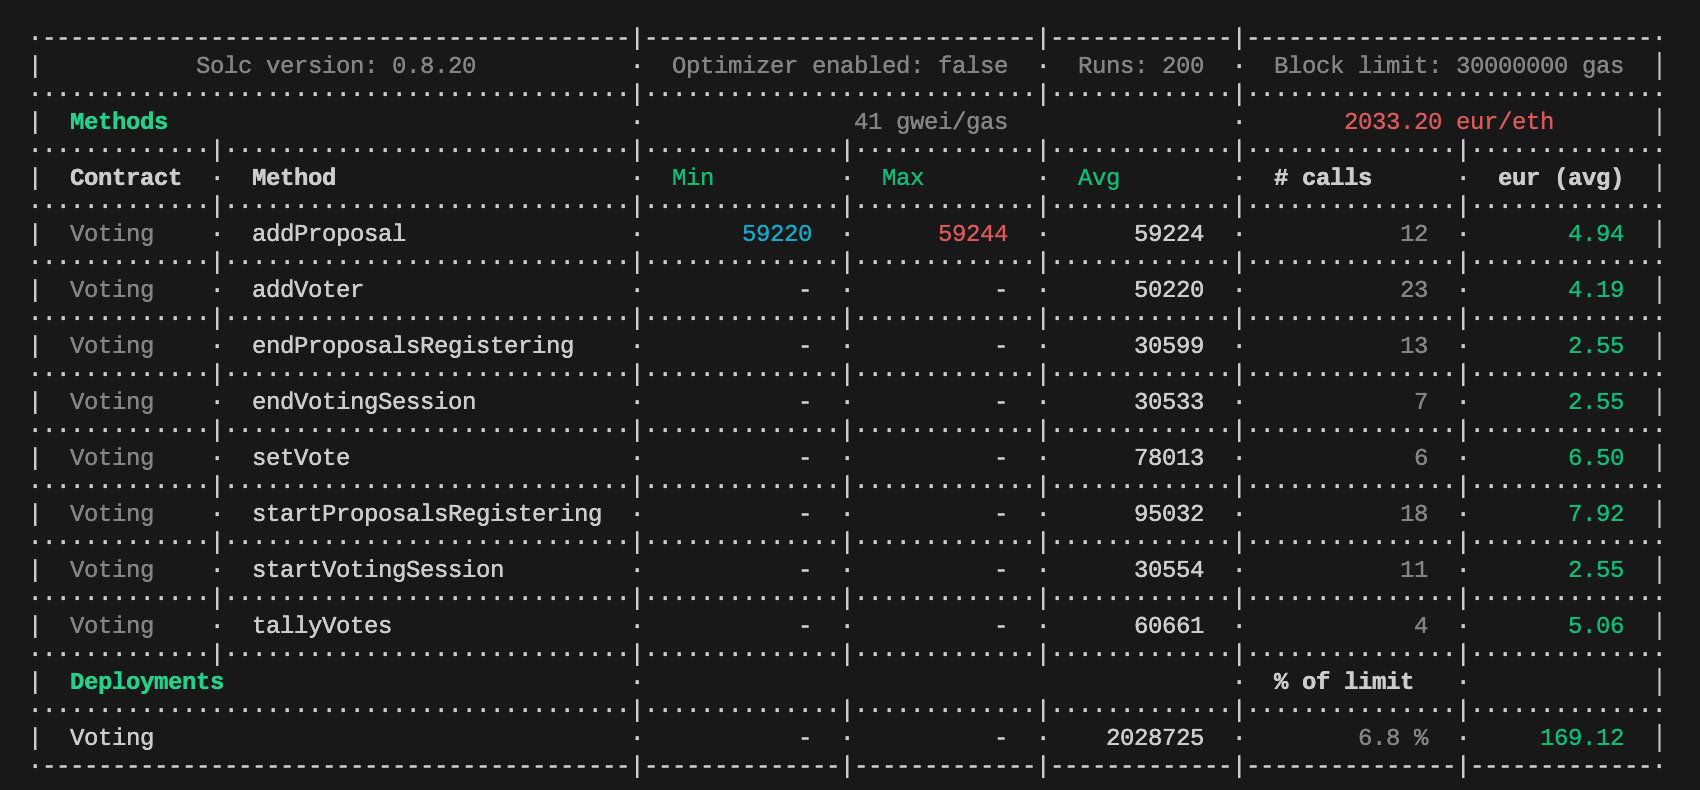 Solc version: 0.8.20 · Optimizer enabled: false · Runs: 200 · Block limit: 30000000 gas
Methods · 41 gwei/gas · 2033.20 eur/eth
Contract · Method · Min · Max · Avg · # calls · eur (avg)
Voting · addProposal · 59220 · 59244 · 59224 · 12 · 4.94
Voting · addVoter · - · - · 50220 · 23 · 4.19
Voting · endProposalsRegistering · - · - · 30599 · 13 · 2.55
Voting · endVotingSession · - · - · 30533 · 7 · 2.55
Voting · setVote · - · - · 78013 · 6 · 6.50
Voting · startProposalsRegistering · - · - · 95032 · 18 · 7.92
Voting · startVotingSession · - · - · 30554 · 11 · 2.55
Voting · tallyVotes · - · - · 60661 · 4 · 5.06
Deployments · · % of limit ·
Voting · - · - · 2028725 · 6.8 % · 169.12